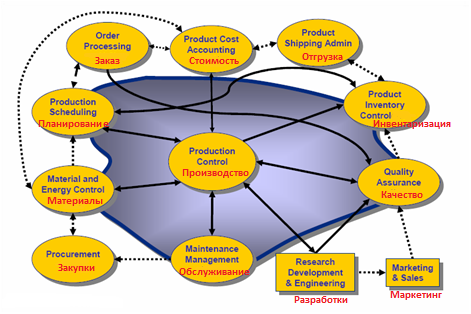 Order
Processing
Заказ
Product Cost
Accounting
Стоимость
Product
Shipping Admin
Отгрузка
Production
Scheduling
Планирование
Product
Inventory
Control
Инвентаризация
Production
Control
Производство
Material and
Energy Control
Материалы
Quality
Assurance
Качество
Procurement
Закупки
Maintenance
Management
Обслуживание
Research
Development
& Engineering
Разработки
Marketing
& Sales
Маркетинг